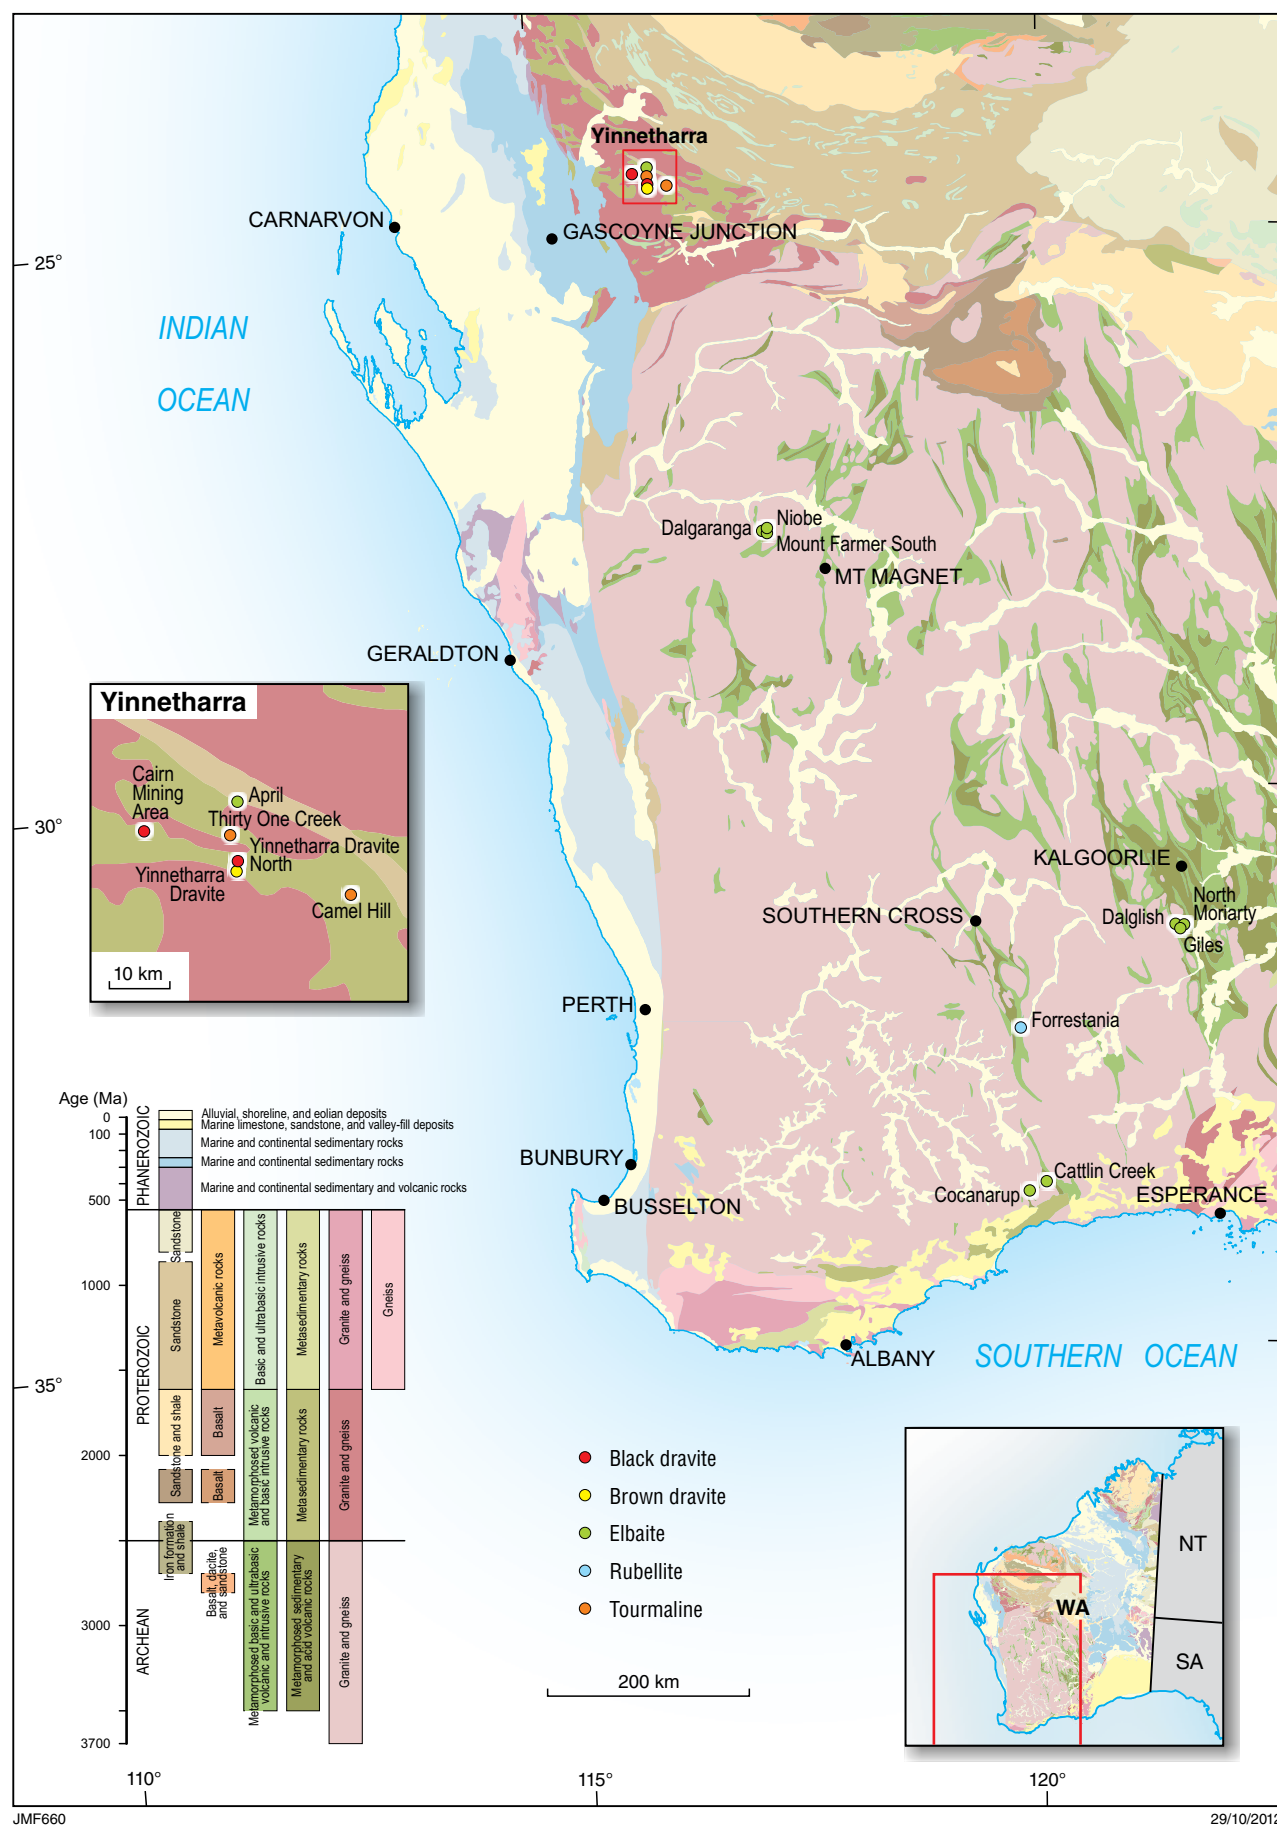 Yinnetharra
CARNARVON
GASCOYNE JUNCTION
25°
INDIAN
OCEAN
Niobe
Dalgaranga
Mount Farmer South
MT MAGNET
GERALDTON
Yinnetharra
Cairn
Mining
Area
April
Thirty One Creek
Yinnetharra Dravite
North
Yinnetharra
Dravite
Camel Hill
10 km
30°
KALGOORLIE
North
Moriarty
Dalglish
Giles
SOUTHERN CROSS
PERTH
Forrestania
BUNBURY
BUSSELTON
Cattlin Creek
Cocanarup
ESPERANCE
ALBANY
SOUTHERN OCEAN
35°
Age (Ma)
0
100
500
1000
2000
3000
3700
PHANEROZOIC
PROTEROZOIC
ARCHEAN
Alluvial, shoreline, and eolian deposits
Marine limestone, sandstone, and valley-fill deposits
Marine and continental sedimentary rocks
Marine and continental sedimentary rocks
Marine and continental sedimentary and volcanic rocks
Sandstone
Sandstone
Sandstone and shale
Iron formation
and shale
Metavolcanic rocks
Basalt
Basalt
Basalt, dacite,
and sandstone
Basic and ultrabasic intrusive rocks
Metamorphosed volcanic
and basic intrusive rocks
Metamorphosed basic and ultrabasic
volcanic and intrusive rocks
Metasedimentary rocks
Metasedimentary rocks
Metamorphosed sedimentary
and acid volcanic rocks
Granite and gneiss
Granite and gneiss
Granite and gneiss
Gneiss
Black dravite
Brown dravite
Elbaite
Rubellite
Tourmaline
200 km
WA
NT
SA
110°
115°
120°
JMF660
29/10/2012